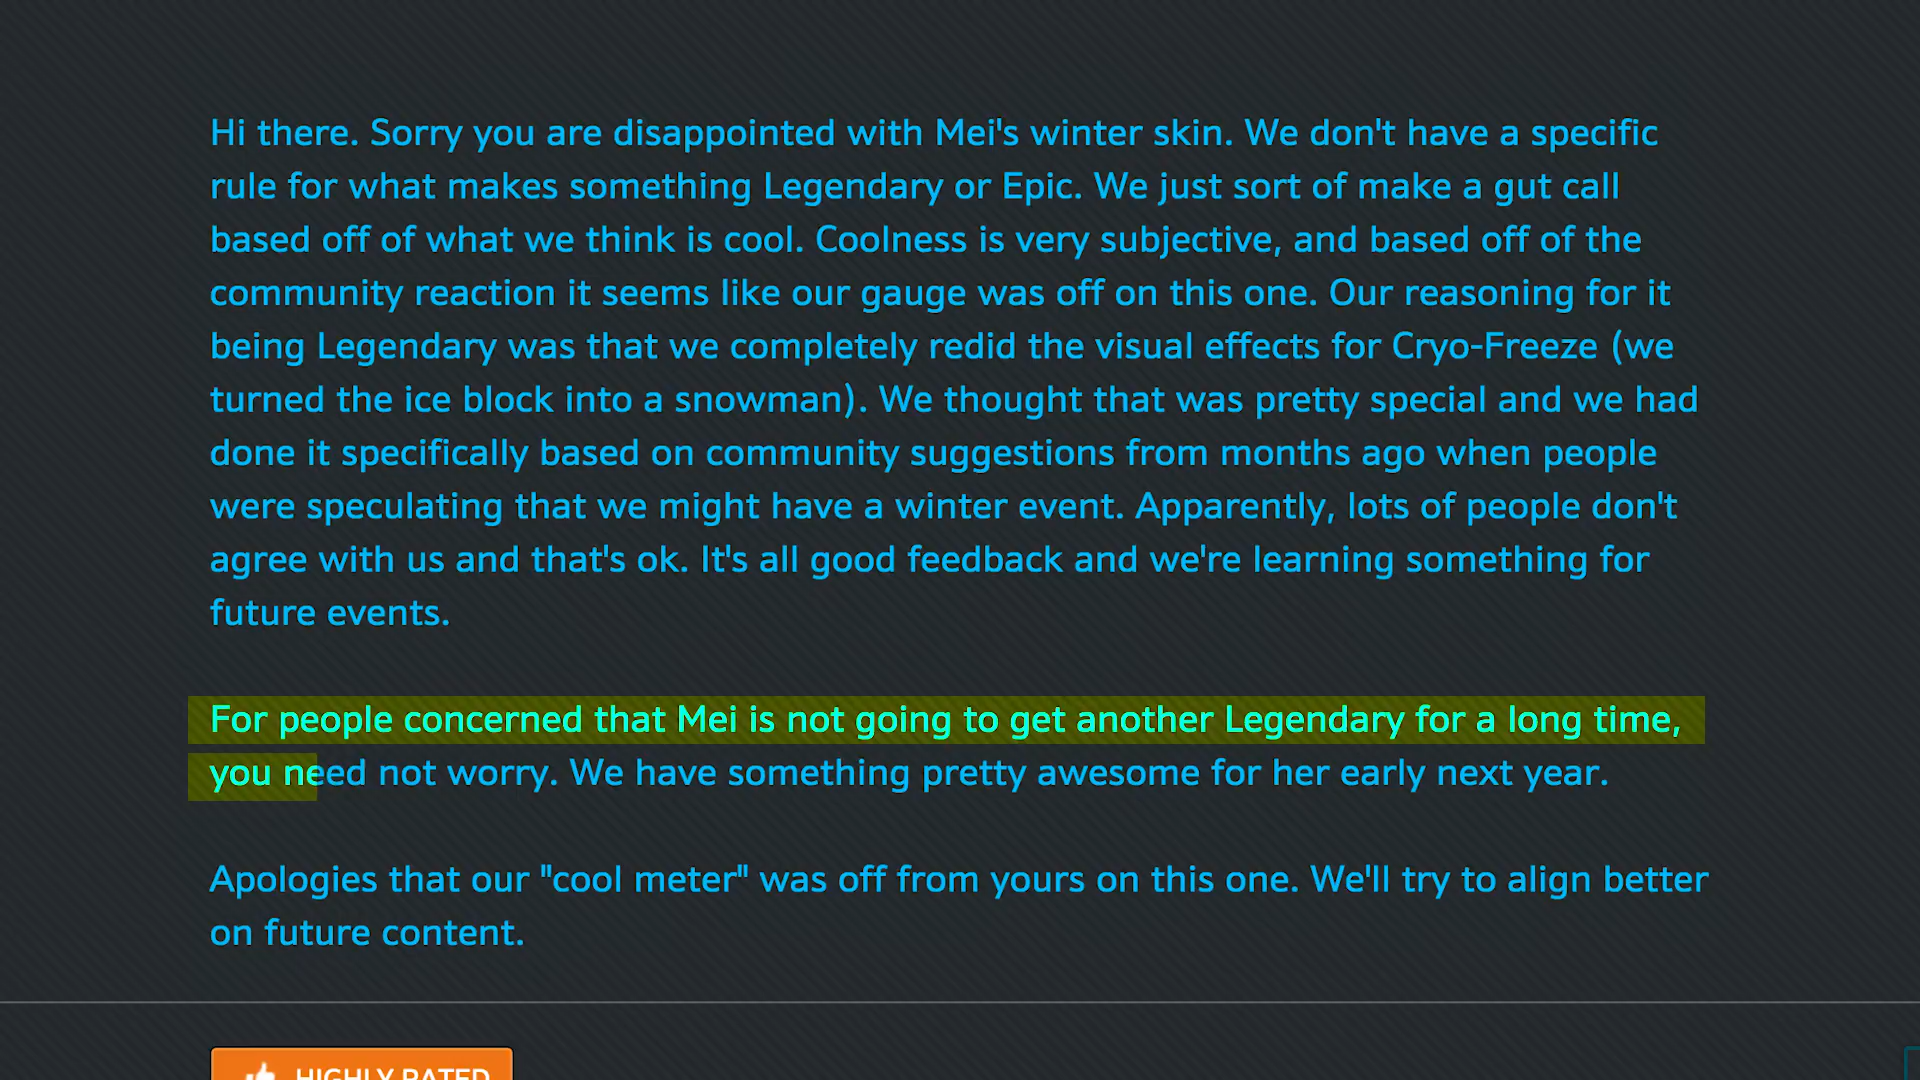 Hi there. Sorry you are disappointed with Mei's winter skin. We don't have a specific
rule for what makes something Legendary or Epic. We just sort of make a gut call
based off of what we think is cool. Coolness is very subjective, and based off of the
community reaction it seems like our gauge was off on this one. Our reasoning for it
being Legendary was that we completely redid the visual effects for Cryo-Freeze (we
turned the ice block into a snowman). We thought that was pretty special and we had
done it specifically based on community suggestions from months ago when people
were speculating that we might have a winter event. Apparently, lots of people don't
agree with us and that's ok. It's all good feedback and we're learning something for
future events.
For people concerned that Mei is not going to get another Legendary for a long time,
you need not worry. We have something pretty awesome for her early next year.
Apologies that our "cool meter" was off from yours on this one. We'll try to align better
on future content.
HIGHLY RATED